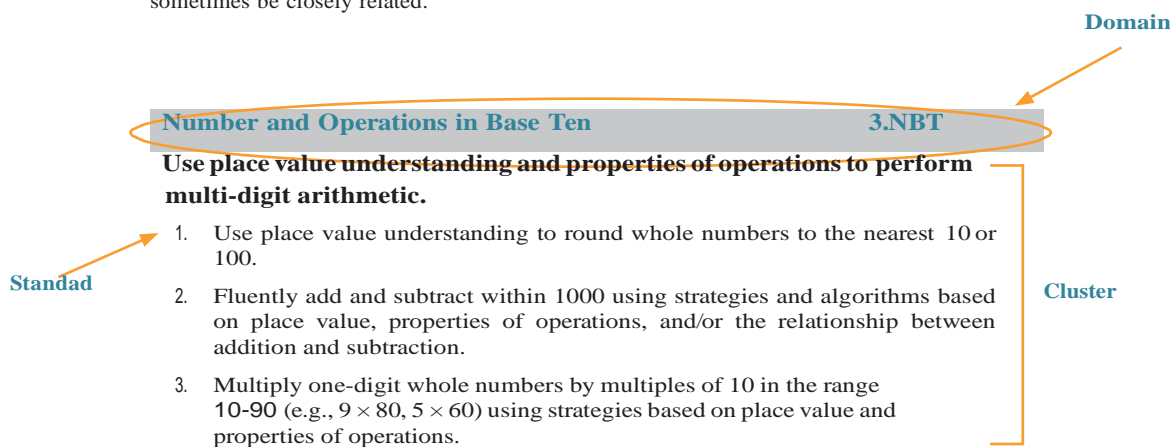 sometimes be closely related.
Domain
Number and Operations in Base Ten 3.NBT
Use place value understanding and properties of operations to perform
multi-digit arithmetic.
1. Use place value understanding to round whole numbers to the nearest 10 or
100.
Standad
2. Fluently add and subtract within 1000 using strategies and algorithms based
on place value, properties of operations, and/or the relationship between
addition and subtraction.
Cluster
3. Multiply one-digit whole numbers by multiples of 10 in the range
10-90 (e.g., 9 × 80, 5 × 60) using strategies based on place value and
properties of operations.